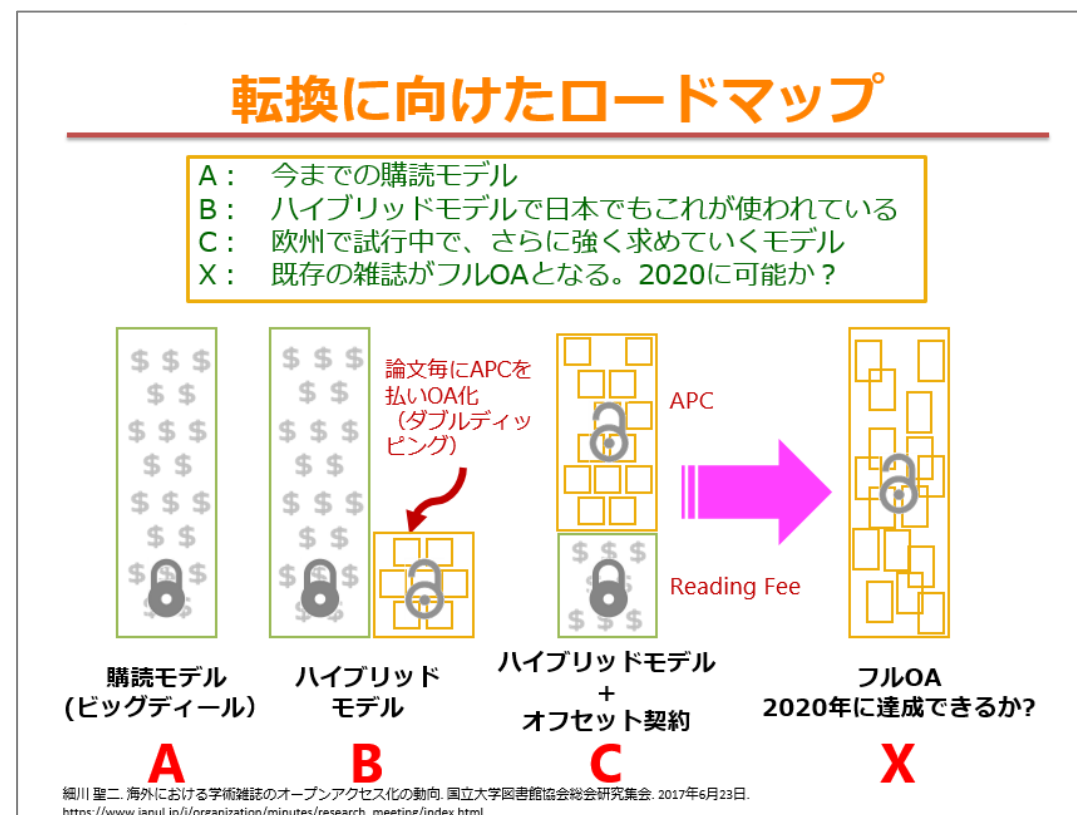 転換に向けたロードマップ
A： 今までの購読モデル
B： ハイブリッドモデルで日本でもこれが使われている
C： 欧州で試行中で、さらに強く求めていくモデル
X： 既存の雑誌がフルOAとなる。2020に可能か？
論文毎にAPCを
払いOA化
（ダブルディッ
ピング）
APC
Reading Fee
購読モデル
(ビッグディール）
A
ハイブリッド
モデル
B
ハイブリッドモデル
+
オフセット契約
C
フルOA
2020年に達成できるか?
X
細川 聖二. 海外における学術雑誌のオープンアクセス化の動向. 国立大学図書館協会総会研究集会. 2017年6月23日.
https://www.janul.jp/j/organization/minutes/research_meeting/index.html